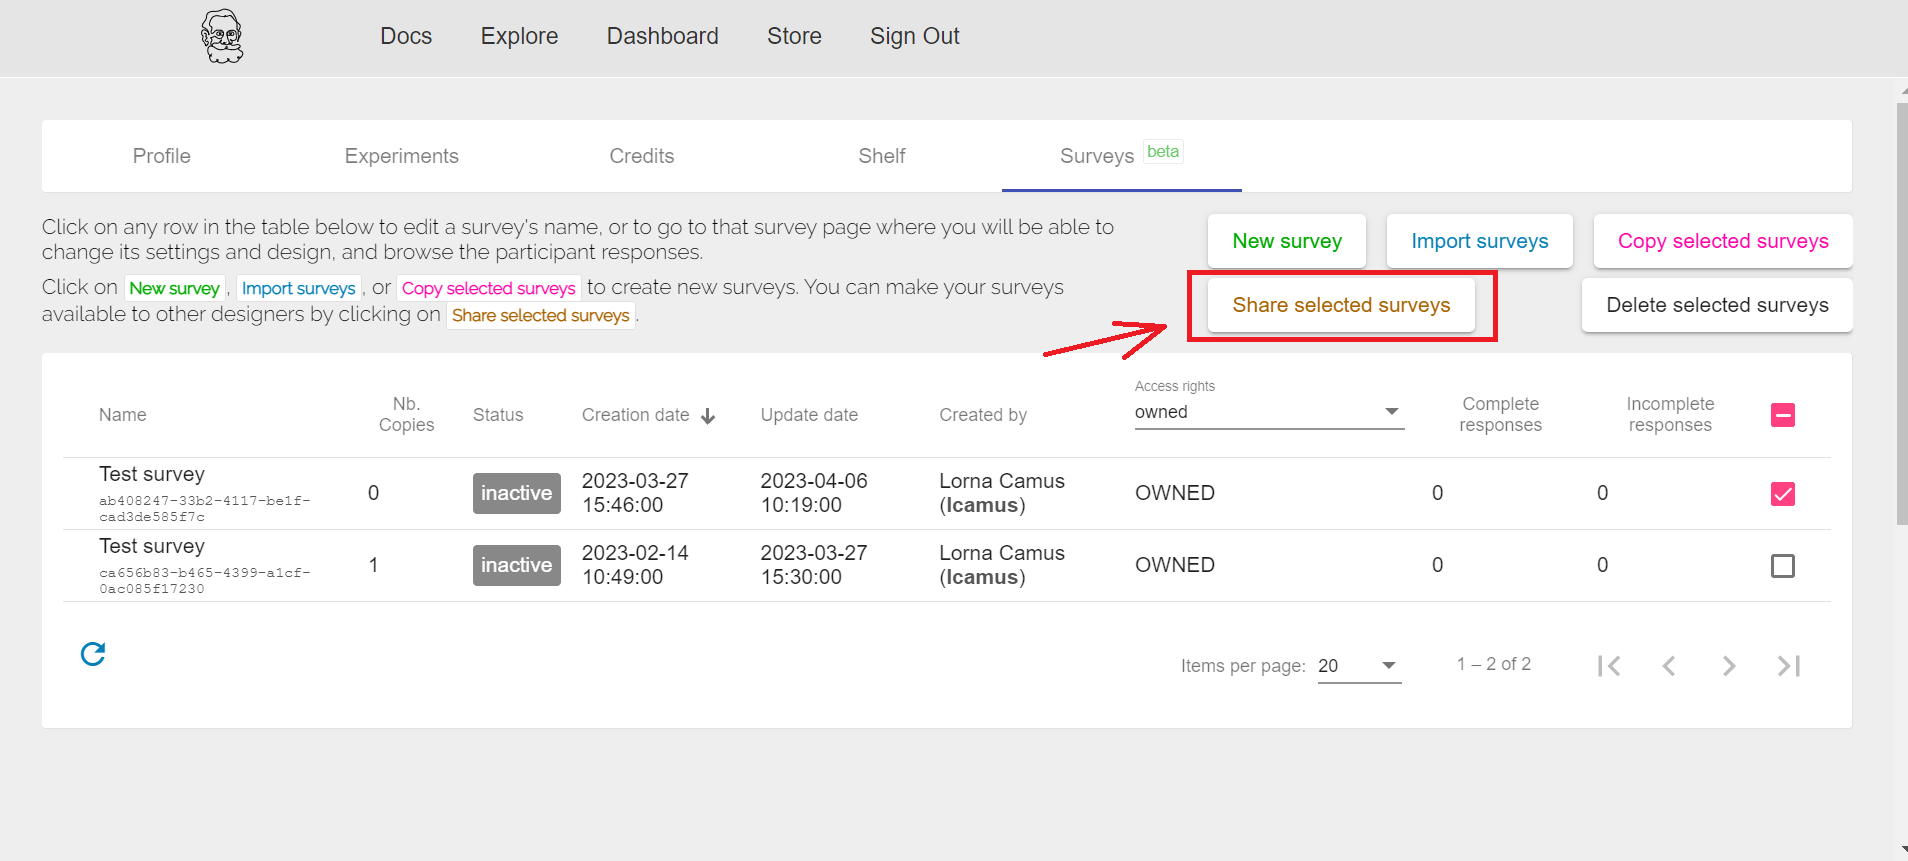 Docs Explore Dashboard Store Sign Out
Profile Experiments Credits Shelf Surveys beta
Click on any row in the table below to edit a survey's name, or to go to that survey page where you will be able to
change its settings and design, and browse the participant responses.
Click on New survey , Import surveys , or Copy selected surveys to create new surveys. You can make your surveys
available to other designers by clicking on Share selected surveys .
New survey Import surveys Copy selected surveys
Share selected surveys Delete selected surveys
Name Nb. Copies Status Creation date Update date Created by Access rights owned Complete responses Incomplete responses
Test survey 0 inactive 2023-03-27 2023-04-06 Lorna Camus OWNED 0 0
ab408247-33b2-4117-be1f- 15:46:00 10:19:00 (lcamus)
cad3de585f7c
Test survey 1 inactive 2023-02-14 2023-03-27 Lorna Camus OWNED 0 0
ca656b83-b465-4399-a1cf- 10:49:00 15:30:00 (lcamus)
0ac085f17230
Items per page: 20 1 – 2 of 2